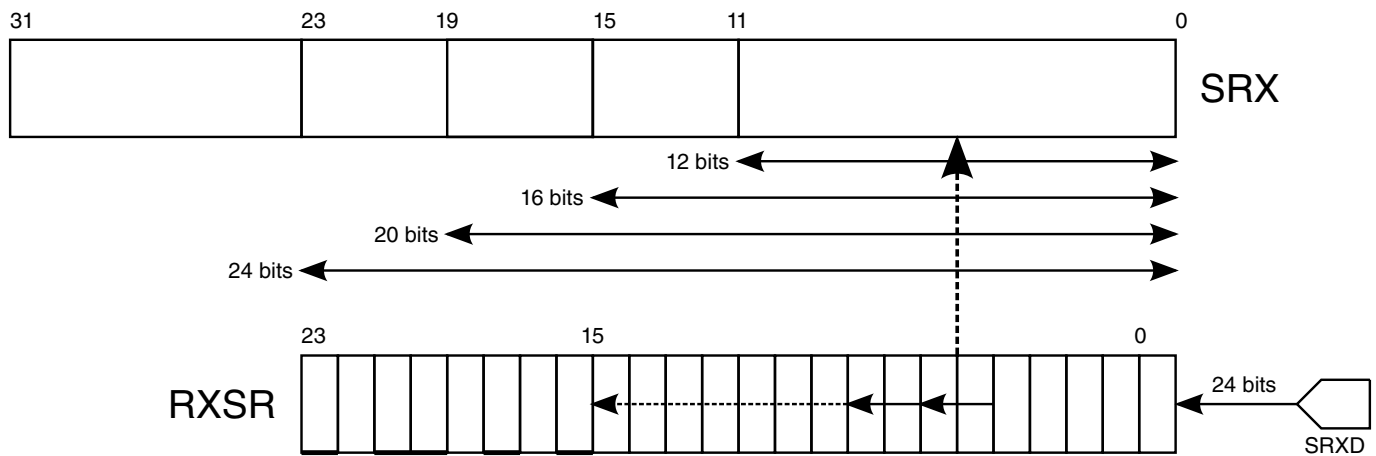 31 23 19 15 11 0
SRX
12 bits
16 bits
20 bits
24 bits
23 15 0
RXSR
24 bits
SRXD